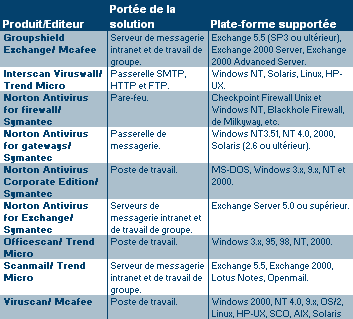 Produit/Editeur
Portée de la
solution
Plate-forme supportée
Groupshield
Exchange/ Mcafee
Serveur de messagerie
intranet et de travail de
groupe.
Exchange 5.5 (SP3 ou ultérieur),
Exchange 2000 Server, Exchange
2000 Advanced Server.
Interscan Viruswall/
Trend Micro
Passerelle SMTP,
HTTP et FTP.
Windows NT, Solaris, Linux, HP-
UX.
Norton Antivirus
for firewall/
Symantec
Pare-feu.
Checkpoint Firewall Unix et
Windows NT, Blackhole Firewall,
de Milkyway, etc.
Norton Antivirus
for gateways/
Symantec
Passerelle de
messagerie.
Windows NT3.51, NT 4.0, 2000,
Solaris (2.6 ou ultérieur).
Norton Antivirus
Corporate Edition/
Symantec
Poste de travail.
MS-DOS, Windows 3.x, 9.x, NT et
2000.
Norton Antivirus
for Exchange/
Symantec
Serveurs de
messagerie intranet et
de travail de groupe.
Exchange Server 5.0 ou supérieur.
Officescan/ Trend
Micro
Poste de travail.
Windows 3.x, 95, 98, NT, 2000.
Scanmail/ Trend
Micro
Serveur de messagerie
intranet et de travail de
groupe.
Exchange 5.5, Exchange 2000,
Lotus Notes, Openmail.
Viruscan/ Mcafee
Poste de travail.
Windows 2000, NT 4.0, 9.x, OS/2,
Linux, HP-UX, SCO, AIX, Solaris